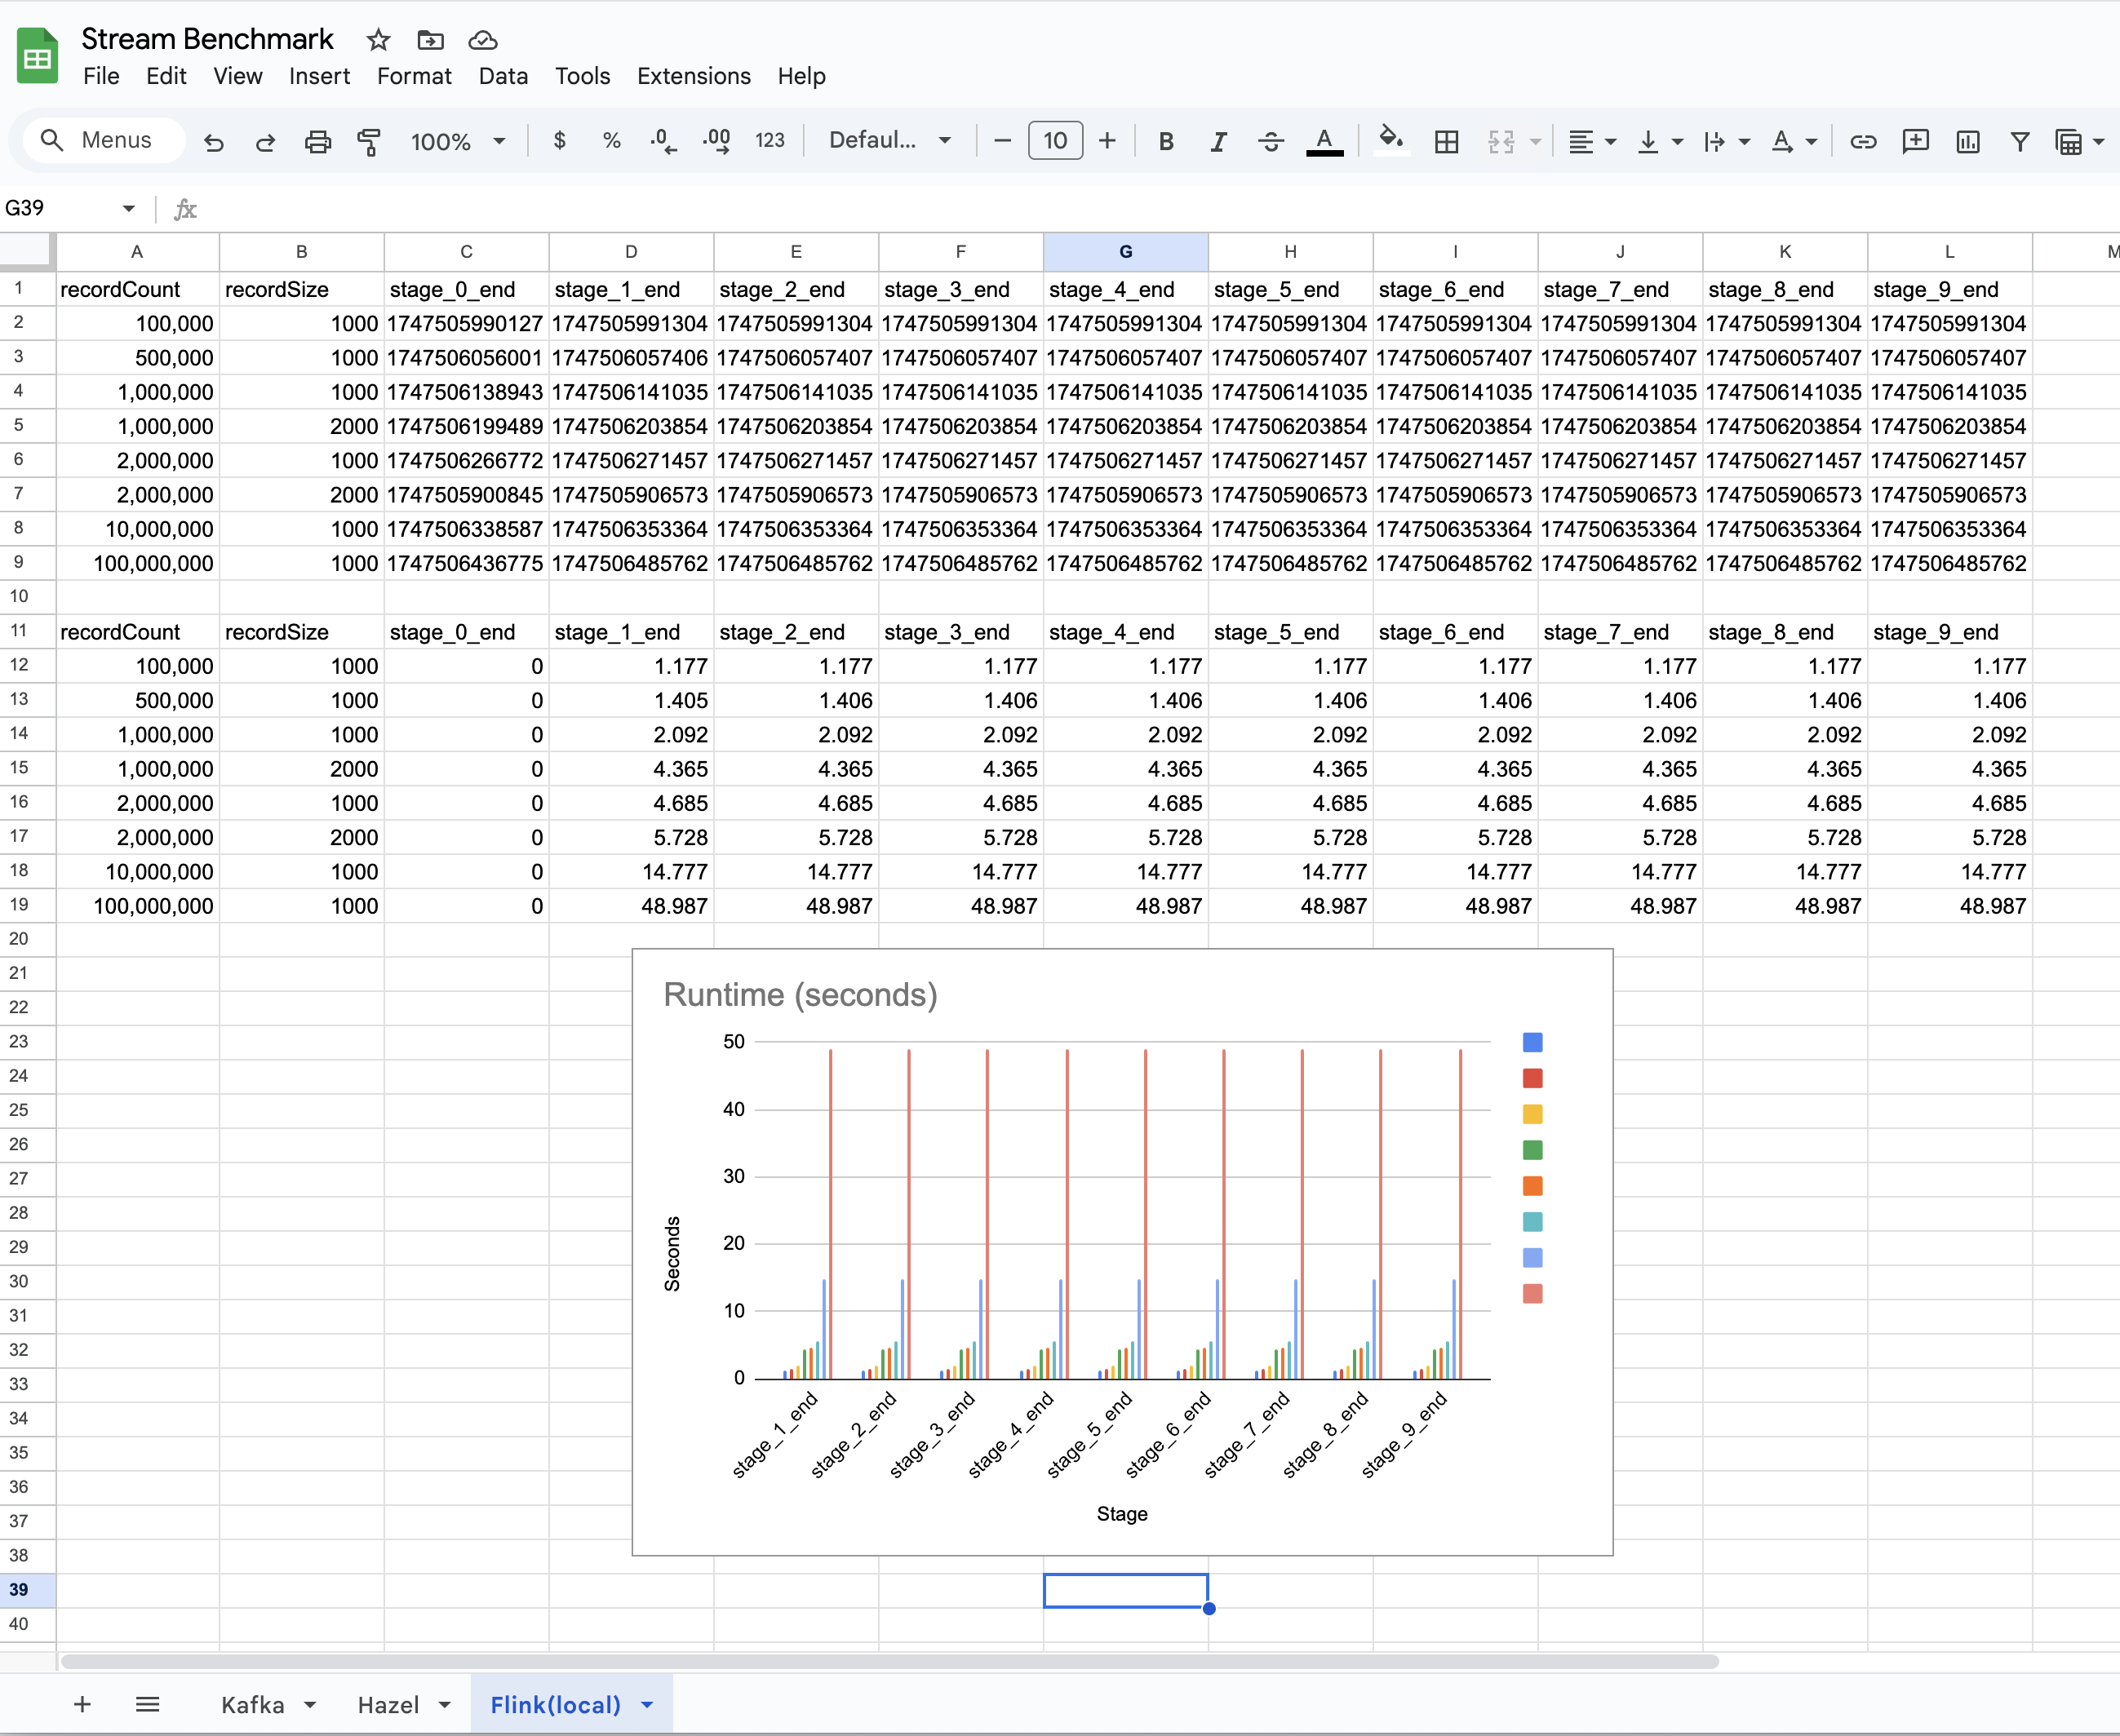 Stream Benchmark
File Edit View Insert Format Data Tools Extensions Help
Menus 100% $ % .0 .00 123 Defaul... − 10 + B I S A
G39 fx
A B C D E F G H I J K L M
1 recordCount recordSize stage_0_end stage_1_end stage_2_end stage_3_end stage_4_end stage_5_end stage_6_end stage_7_end stage_8_end stage_9_end
2 100,000 1000 1747505990127 1747505991304 1747505991304 1747505991304 1747505991304 1747505991304 1747505991304 1747505991304 1747505991304 1747505991304
3 500,000 1000 1747506056001 1747506057406 1747506057407 1747506057407 1747506057407 1747506057407 1747506057407 1747506057407 1747506057407 1747506057407
4 1,000,000 1000 1747506138943 1747506141035 1747506141035 1747506141035 1747506141035 1747506141035 1747506141035 1747506141035 1747506141035 1747506141035
5 1,000,000 2000 1747506199489 1747506203854 1747506203854 1747506203854 1747506203854 1747506203854 1747506203854 1747506203854 1747506203854 1747506203854
6 2,000,000 1000 1747506266772 1747506271457 1747506271457 1747506271457 1747506271457 1747506271457 1747506271457 1747506271457 1747506271457 1747506271457
7 2,000,000 2000 1747505900845 1747505906573 1747505906573 1747505906573 1747505906573 1747505906573 1747505906573 1747505906573 1747505906573 1747505906573
8 10,000,000 1000 1747506338587 1747506353364 1747506353364 1747506353364 1747506353364 1747506353364 1747506353364 1747506353364 1747506353364 1747506353364
9 100,000,000 1000 1747506436775 1747506485762 1747506485762 1747506485762 1747506485762 1747506485762 1747506485762 1747506485762 1747506485762 1747506485762
10
11 recordCount recordSize stage_0_end stage_1_end stage_2_end stage_3_end stage_4_end stage_5_end stage_6_end stage_7_end stage_8_end stage_9_end
12 100,000 1000 0 1.177 1.177 1.177 1.177 1.177 1.177 1.177 1.177 1.177
13 500,000 1000 0 1.405 1.406 1.406 1.406 1.406 1.406 1.406 1.406 1.406
14 1,000,000 1000 0 2.092 2.092 2.092 2.092 2.092 2.092 2.092 2.092 2.092
15 1,000,000 2000 0 4.365 4.365 4.365 4.365 4.365 4.365 4.365 4.365 4.365
16 2,000,000 1000 0 4.685 4.685 4.685 4.685 4.685 4.685 4.685 4.685 4.685
17 2,000,000 2000 0 5.728 5.728 5.728 5.728 5.728 5.728 5.728 5.728 5.728
18 10,000,000 1000 0 14.777 14.777 14.777 14.777 14.777 14.777 14.777 14.777 14.777
19 100,000,000 1000 0 48.987 48.987 48.987 48.987 48.987 48.987 48.987 48.987 48.987
20
21
22
23
24
25
26
27
28
29
30
31
32
33
34
35
36
37
38
39
40
Runtime (seconds)
50
40
30
20
10
0
Seconds
stage_1_end stage_2_end stage_3_end stage_4_end stage_5_end stage_6_end stage_7_end stage_8_end stage_9_end
Stage
+ Kafka Hazel Flink(local)